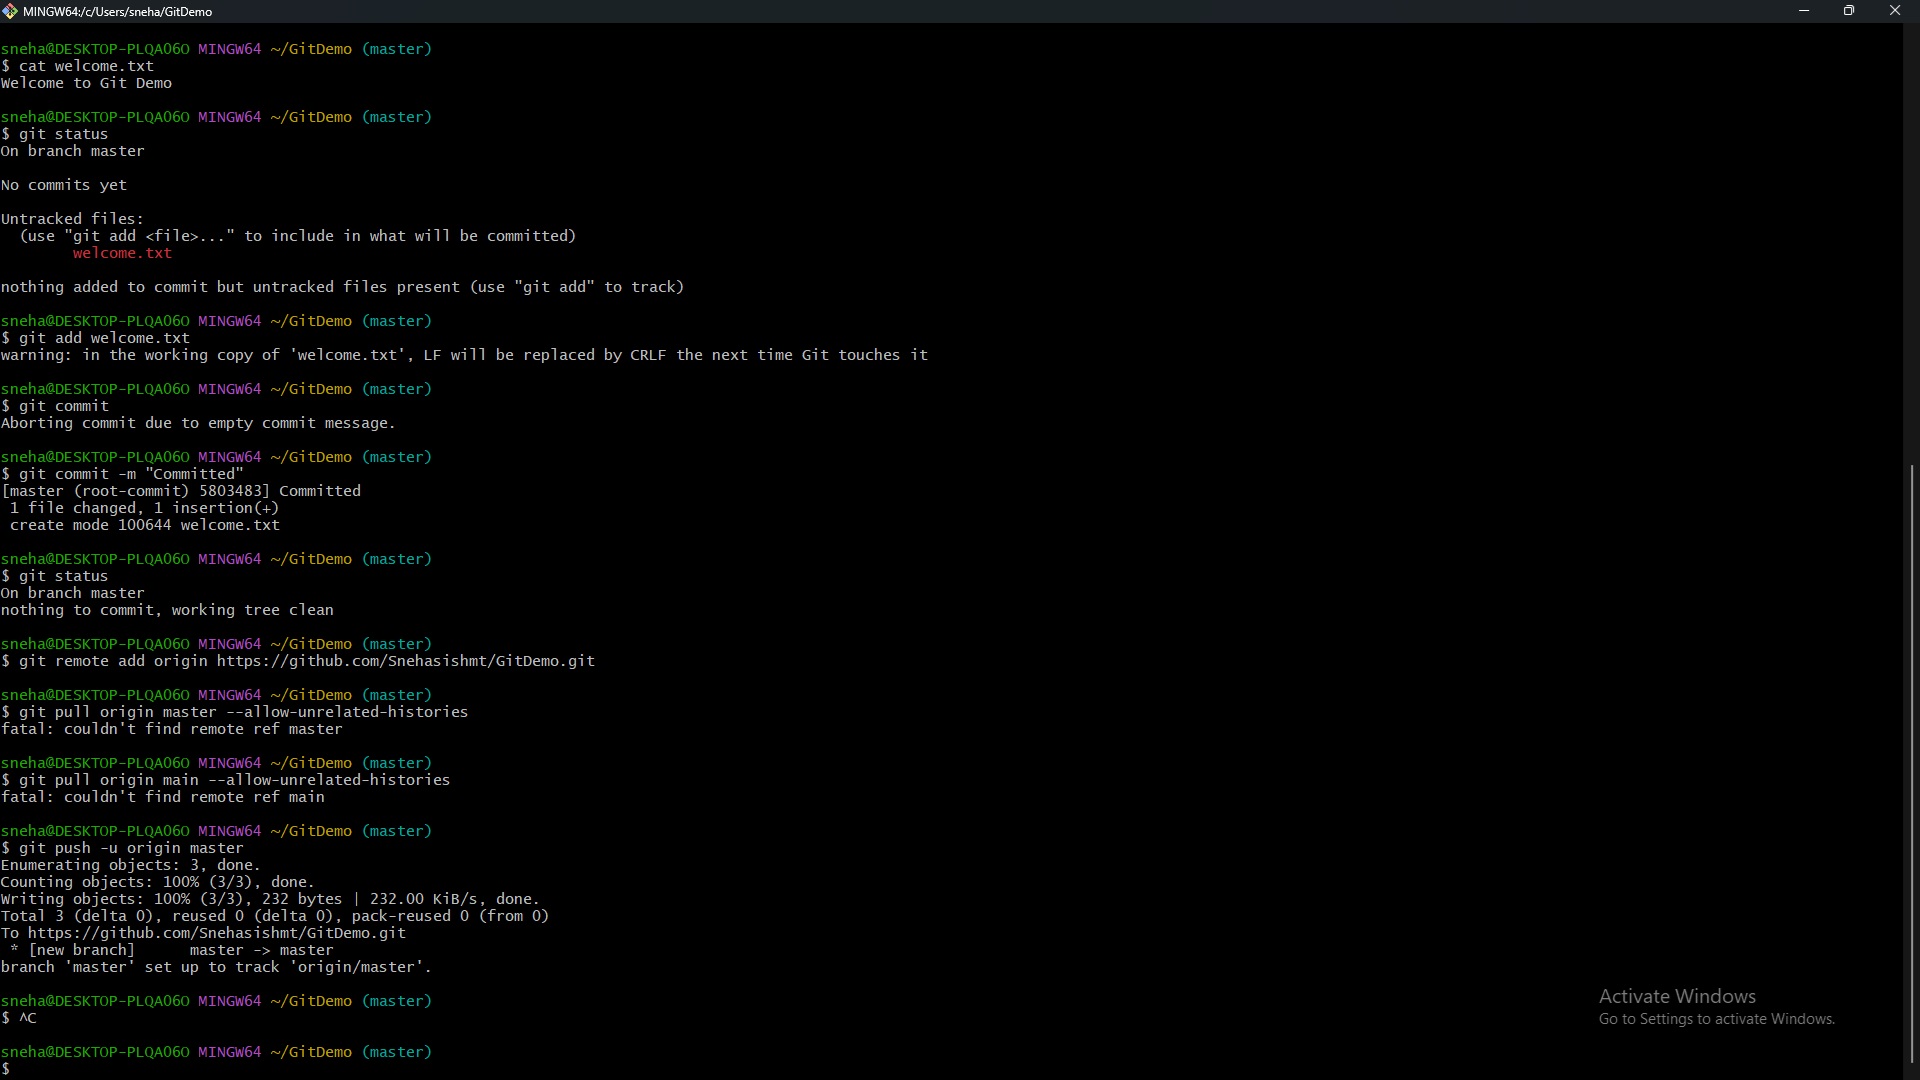 MINGW64:/c/Users/sneha/GitDemo
sneha@DESKTOP-PLQAO6O MINGW64 ~/GitDemo (master)
$ cat welcome.txt
Welcome to Git Demo
sneha@DESKTOP-PLQAO6O MINGW64 ~/GitDemo (master)
$ git status
On branch master
No commits yet
Untracked files:
  (use "git add <file>..." to include in what will be committed)
        welcome.txt
nothing added to commit but untracked files present (use "git add" to track)
sneha@DESKTOP-PLQAO6O MINGW64 ~/GitDemo (master)
$ git add welcome.txt
warning: in the working copy of 'welcome.txt', LF will be replaced by CRLF the next time Git touches it
sneha@DESKTOP-PLQAO6O MINGW64 ~/GitDemo (master)
$ git commit
Aborting commit due to empty commit message.
sneha@DESKTOP-PLQAO6O MINGW64 ~/GitDemo (master)
$ git commit -m "Committed"
[master (root-commit) 5803483] Committed
 1 file changed, 1 insertion(+)
 create mode 100644 welcome.txt
sneha@DESKTOP-PLQAO6O MINGW64 ~/GitDemo (master)
$ git status
On branch master
nothing to commit, working tree clean
sneha@DESKTOP-PLQAO6O MINGW64 ~/GitDemo (master)
$ git remote add origin https://github.com/Snehasishmt/GitDemo.git
sneha@DESKTOP-PLQAO6O MINGW64 ~/GitDemo (master)
$ git pull origin master --allow-unrelated-histories
fatal: couldn't find remote ref master
sneha@DESKTOP-PLQAO6O MINGW64 ~/GitDemo (master)
$ git pull origin main --allow-unrelated-histories
fatal: couldn't find remote ref main
sneha@DESKTOP-PLQAO6O MINGW64 ~/GitDemo (master)
$ git push -u origin master
Enumerating objects: 3, done.
Counting objects: 100% (3/3), done.
Writing objects: 100% (3/3), 232 bytes | 232.00 KiB/s, done.
Total 3 (delta 0), reused 0 (delta 0), pack-reused 0 (from 0)
To https://github.com/Snehasishmt/GitDemo.git
 * [new branch]      master -> master
branch 'master' set up to track 'origin/master'.
sneha@DESKTOP-PLQAO6O MINGW64 ~/GitDemo (master)
$ ^C
sneha@DESKTOP-PLQAO6O MINGW64 ~/GitDemo (master)
$
Activate Windows
Go to Settings to activate Windows.